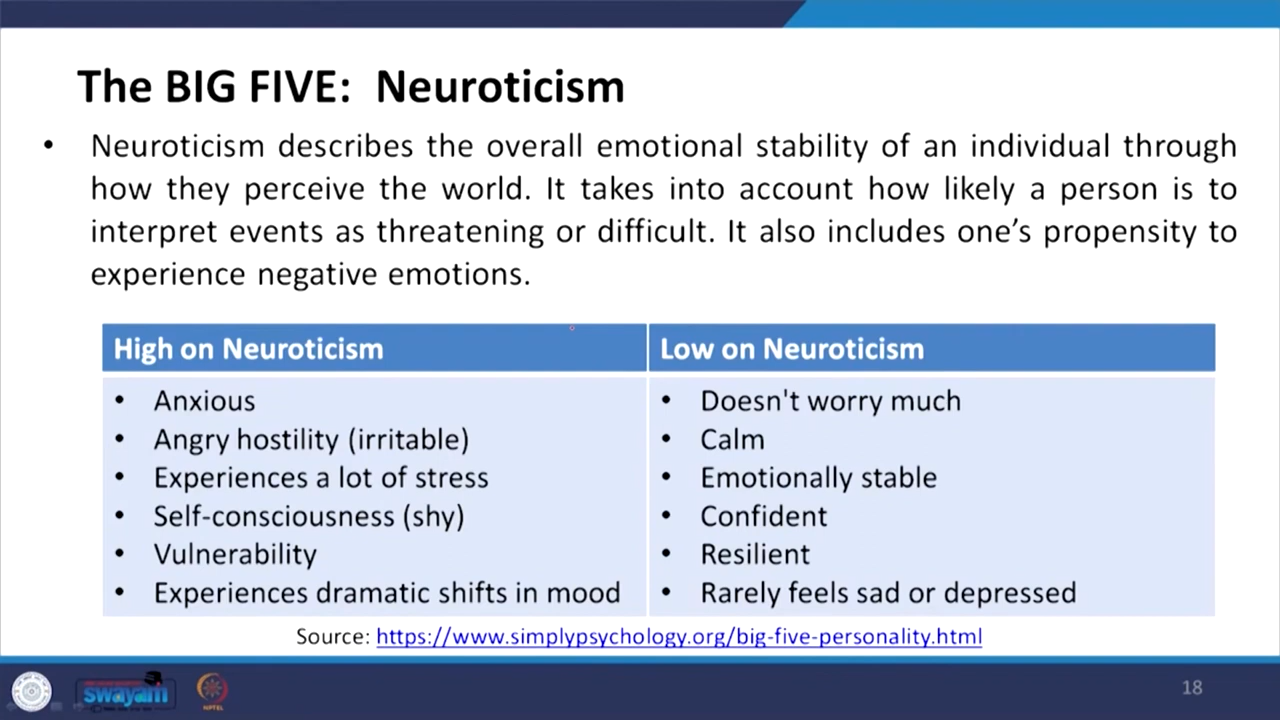 The BIG FIVE: Neuroticism
• Neuroticism describes the overall emotional stability of an individual through
how they perceive the world. It takes into account how likely a person is to
interpret events as threatening or difficult. It also includes one’s propensity to
experience negative emotions.
High on Neuroticism
• Anxious
• Angry hostility (irritable)
• Experiences a lot of stress
• Self-consciousness (shy)
• Vulnerability
• Experiences dramatic shifts in mood
Low on Neuroticism
• Doesn't worry much
• Calm
• Emotionally stable
• Confident
• Resilient
• Rarely feels sad or depressed
Source: https://www.simplypsychology.org/big-five-personality.html
swayam
NPTEL
18